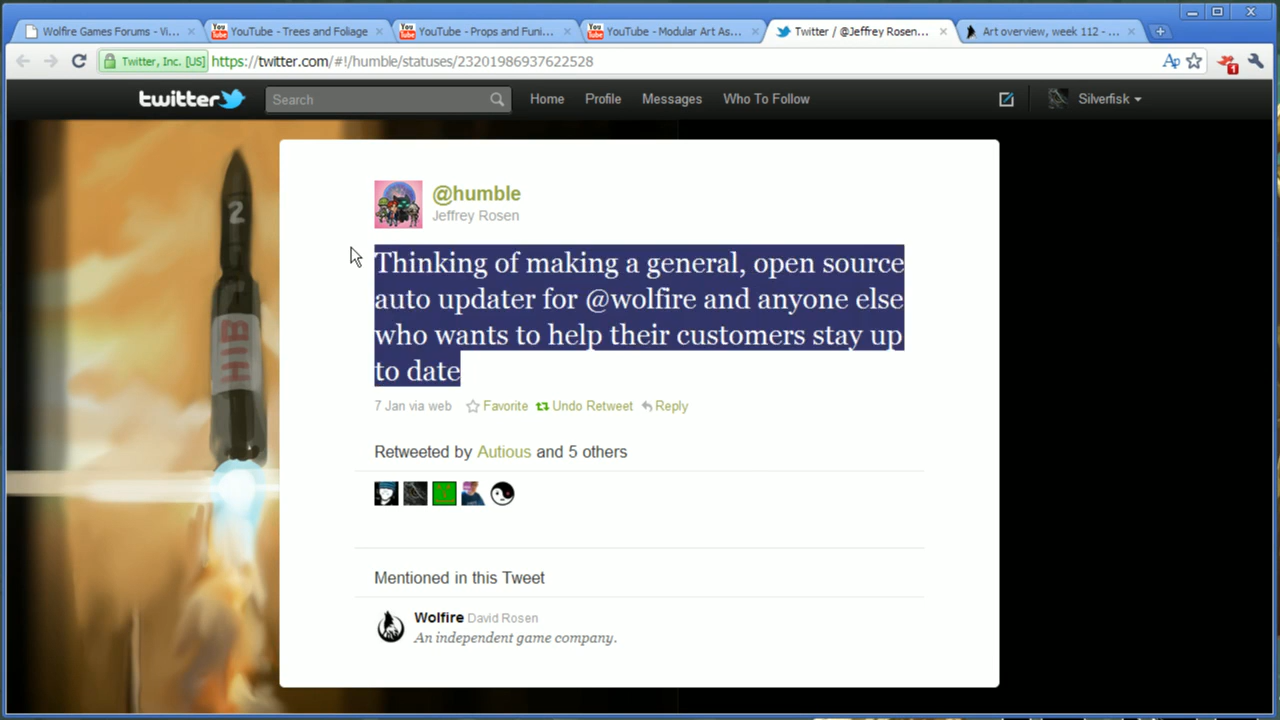 Wolfire Games Forums - Vi...
YouTube - Trees and Foliage
YouTube - Props and Funi...
YouTube - Modular Art As...
Twitter / @Jeffrey Rosen...
Art overview, week 112 - ...
Twitter, Inc. [US]
https://twitter.com/#!/humble/statuses/23201986937622528
Ap
1
twitter
Search
Home
Profile
Messages
Who To Follow
Silverfisk
2
HIB
@humble
Jeffrey Rosen
Thinking of making a general, open source
auto updater for @wolfire and anyone else
who wants to help their customers stay up
to date
7 Jan via web
Favorite
Undo Retweet
Reply
Retweeted by Autious and 5 others
Mentioned in this Tweet
Wolfire David Rosen
An independent game company.